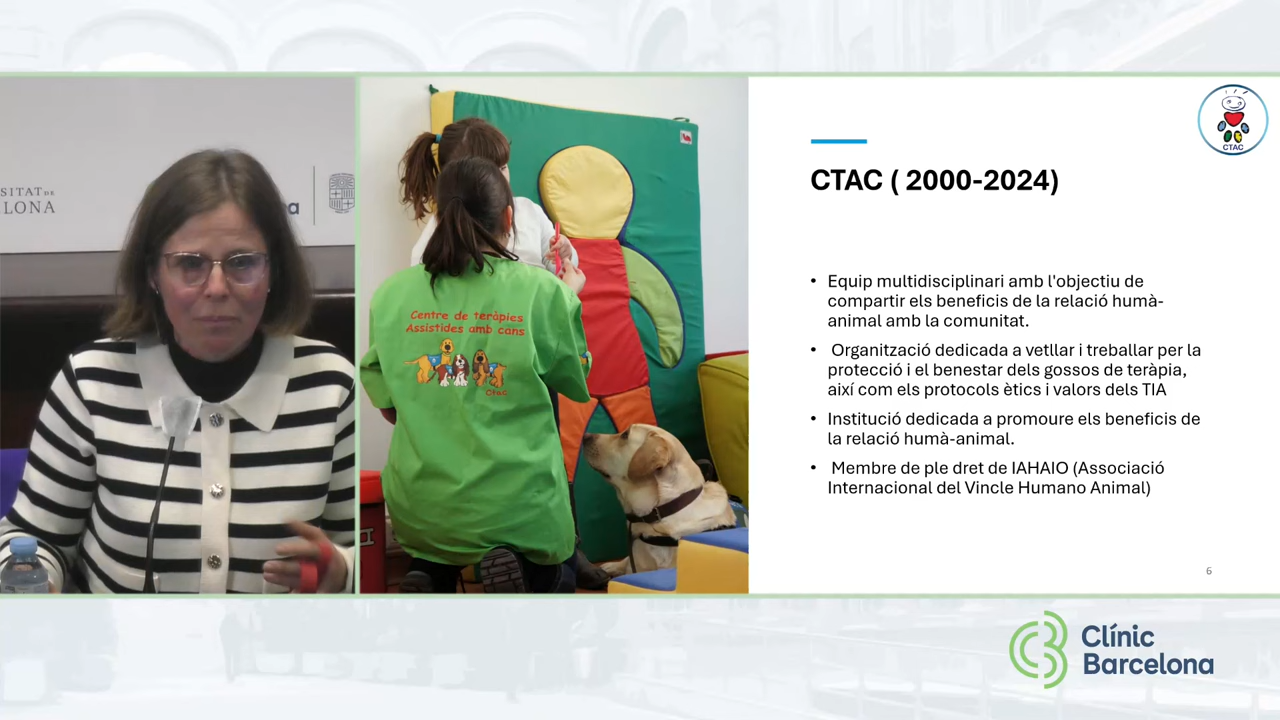 SITAT DE
LONA
a
Centre de teràpies
Assistides amb cans
Ctac
CTAC
CTAC ( 2000-2024)
• Equip multidisciplinari amb l'objectiu de
compartir els beneficis de la relació humà-
animal amb la comunitat.
• Organització dedicada a vetllar i treballar per la
protecció i el benestar dels gossos de teràpia,
així com els protocols ètics i valors dels TIA
• Institució dedicada a promoure els beneficis de
la relació humà-animal.
• Membre de ple dret de IAHAIO (Associació
Internacional del Vincle Humano Animal)
6
Clínic
Barcelona